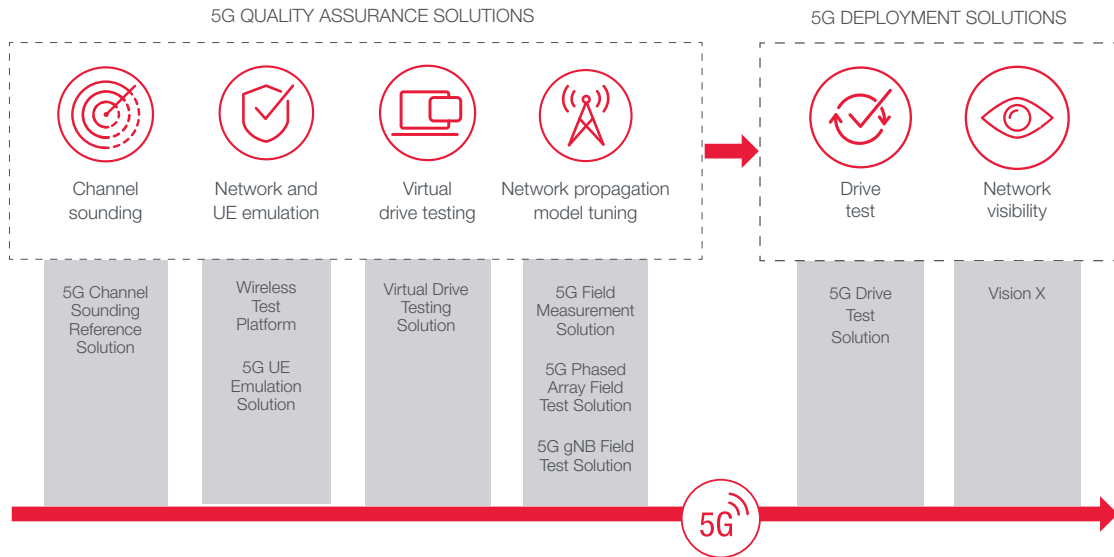 5G QUALITY ASSURANCE SOLUTIONS
5G DEPLOYMENT SOLUTIONS
Channel
sounding
Network and
UE emulation
Virtual
drive testing
Network propagation
model tuning
Drive
test
Network
visibility
5G Channel
Sounding
Reference
Solution
Wireless
Test
Platform
5G UE
Emulation
Solution
Virtual Drive
Testing
Solution
5G Field
Measurement
Solution
5G Phased
Array Field
Test Solution
5G gNB Field
Test Solution
5G Drive
Test
Solution
Vision X
5G